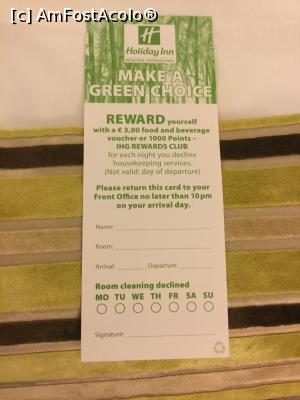 [c] AmFostAcolo®
H
Holiday Inn
MAKE A
GREEN CHOICE
REWARD yourself
with a € 3,00 food and beverage
voucher or 1000 Points –
IHG REWARDS CLUB
for each night you decline
housekeeping services.
(Not valid: day of departure)
Please return this card to your
Front Office no later than 10pm
on your arrival day.
Name:
Room:
Arrival: Departure:
Room cleaning declined
MO TU WE TH FR SA SU
Signature: